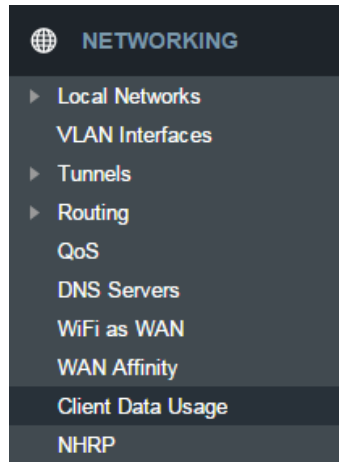 NETWORKING
Local Networks
VLAN Interfaces
Tunnels
Routing
QoS
DNS Servers
WiFi as WAN
WAN Affinity
Client Data Usage
NHRP